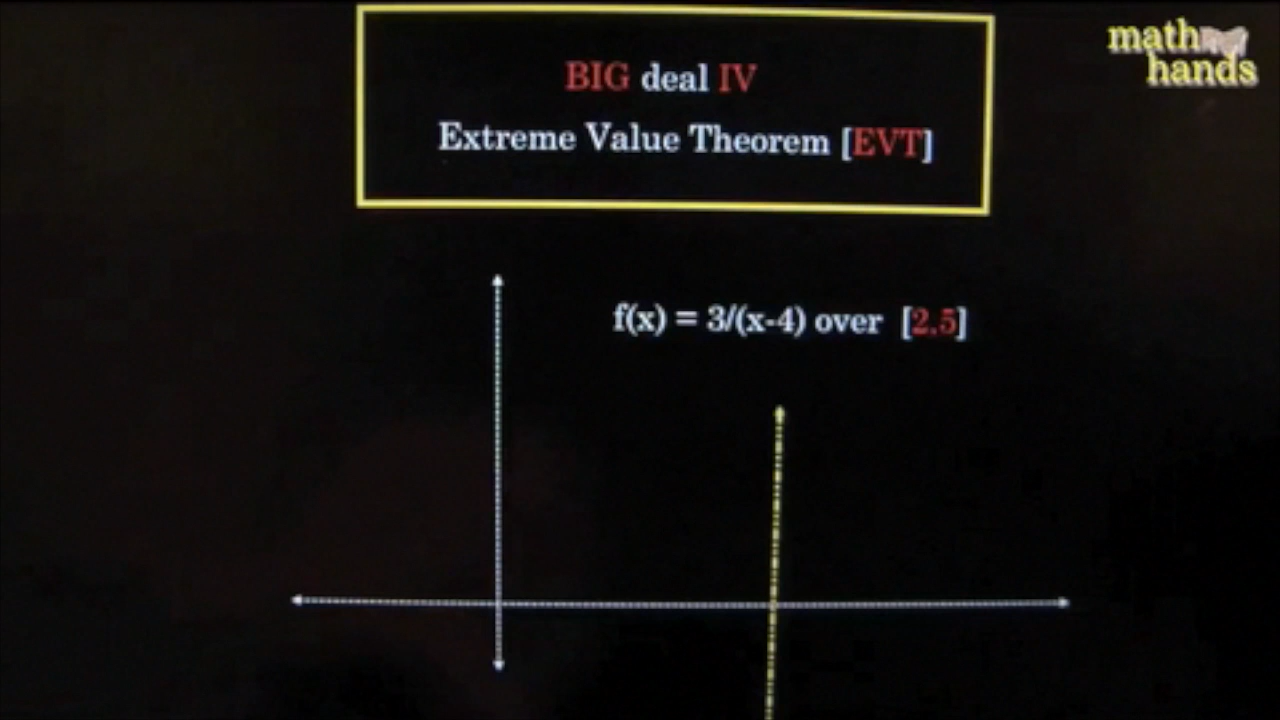 math
hands
BIG deal IV
Extreme Value Theorem [EVT]
f(x) = 3/(x-4) over [2,5]